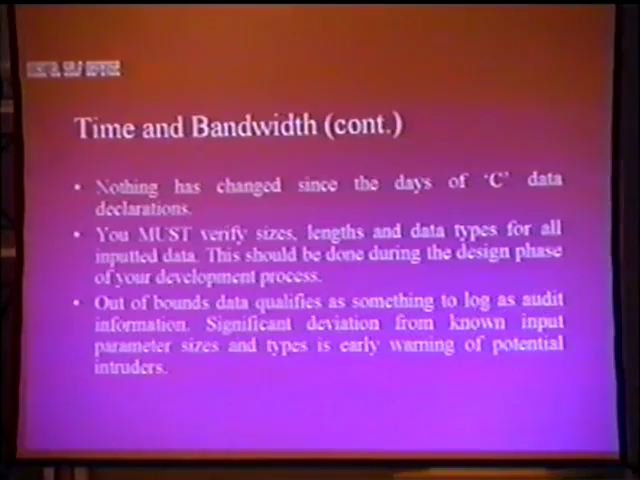 Time and Bandwidth (cont.)
• Nothing has changed since the days of 'C' data
declarations.
• You MUST verify sizes, lengths and data types for all
inputted data. This should be done during the design phase
of your development process.
• Out of bounds data qualifies as something to log as audit
information. Significant deviation from known input
parameter sizes and types is early warning of potential
intruders.